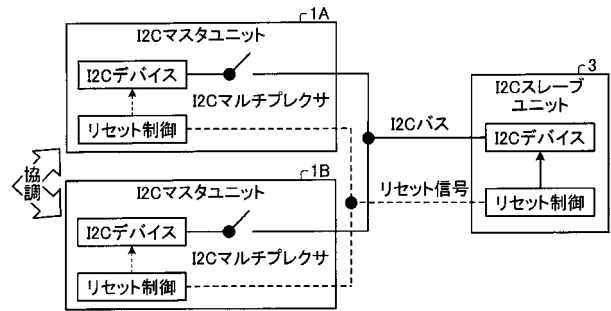 1A
I2Cマスタユニット
I2Cデバイス
I2Cマルチプレクサ
リセット制御
3
I2Cスレーブ
ユニット
I2Cバス
I2Cデバイス
リセット信号
リセット制御
協
調
1B
I2Cマスタユニット
I2Cデバイス
I2Cマルチプレクサ
リセット制御